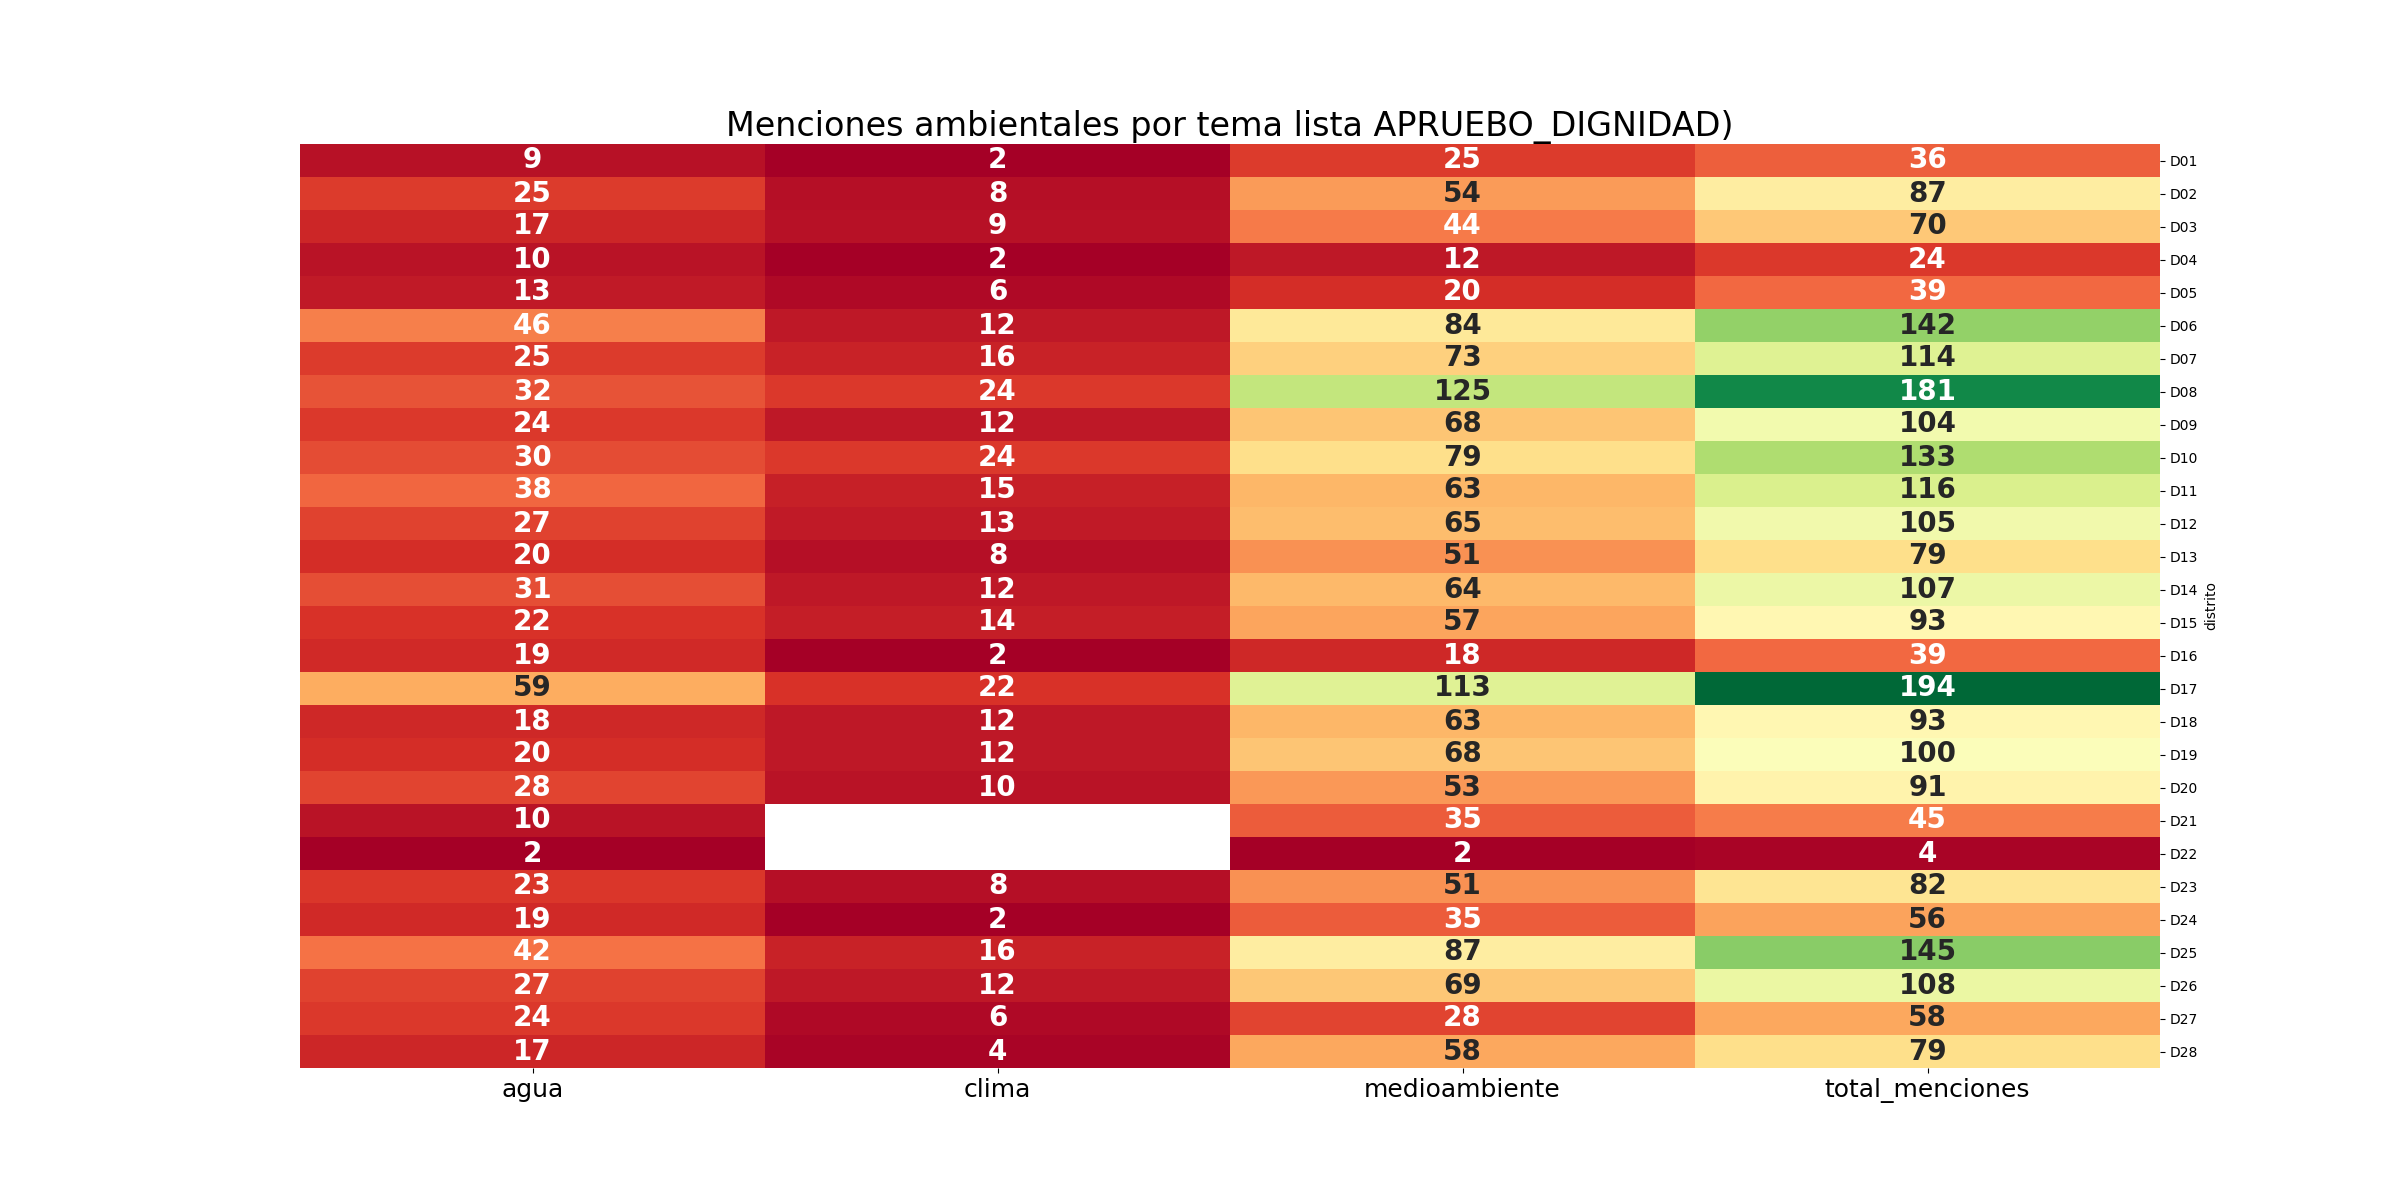 Menciones ambientales por tema lista APRUEBO_DIGNIDAD)
9 2 25 36 D01
25 8 54 87 D02
17 9 44 70 D03
10 2 12 24 D04
13 6 20 39 D05
46 12 84 142 D06
25 16 73 114 D07
32 24 125 181 D08
24 12 68 104 D09
30 24 79 133 D10
38 15 63 116 D11
27 13 65 105 D12
20 8 51 79 D13
31 12 64 107 D14
22 14 57 93 D15
19 2 18 39 D16
59 22 113 194 D17
18 12 63 93 D18
20 12 68 100 D19
28 10 53 91 D20
10 35 45 D21
2 2 4 D22
23 8 51 82 D23
19 2 35 56 D24
42 16 87 145 D25
27 12 69 108 D26
24 6 28 58 D27
17 4 58 79 D28
distrito
agua clima medioambiente total_menciones